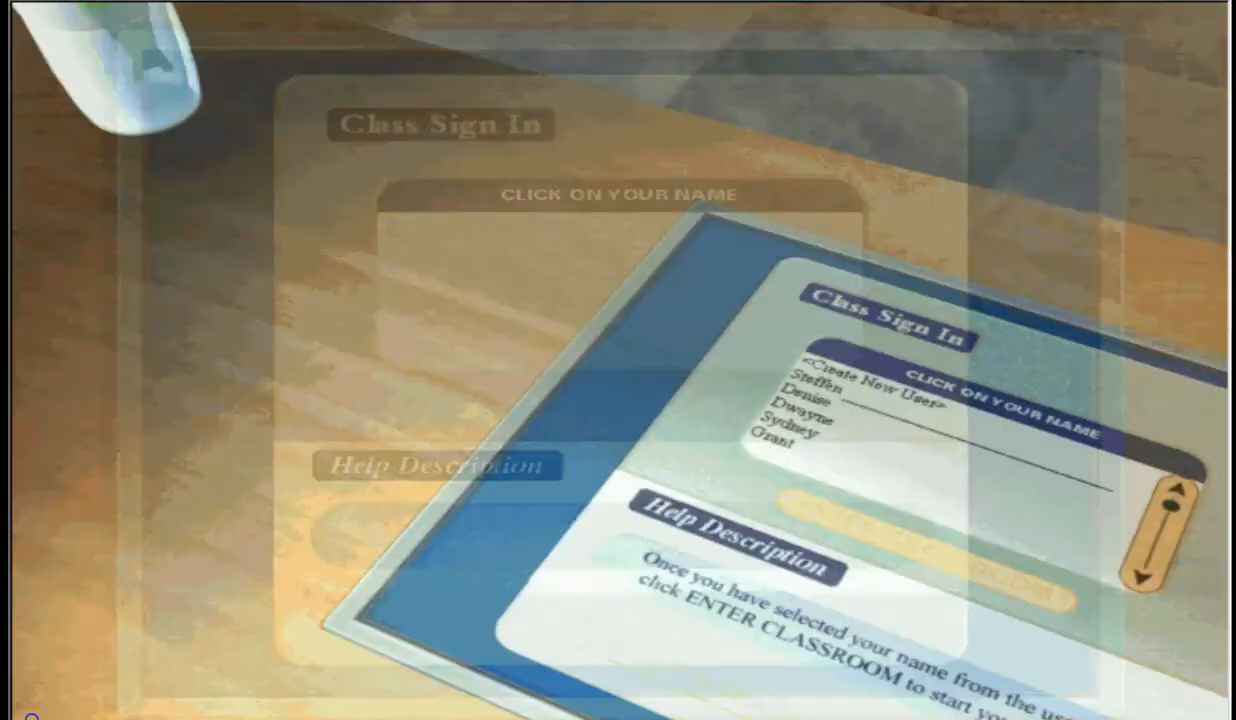 Class Sign In
CLICK ON YOUR NAME
Help Description
Class Sign In
CLICK ON YOUR NAME
<Create New User>
Steffen
Denise
Dwayne
Sydney
Grant
Help Description
Once you have selected your name from the
click ENTER CLASSROOM to start